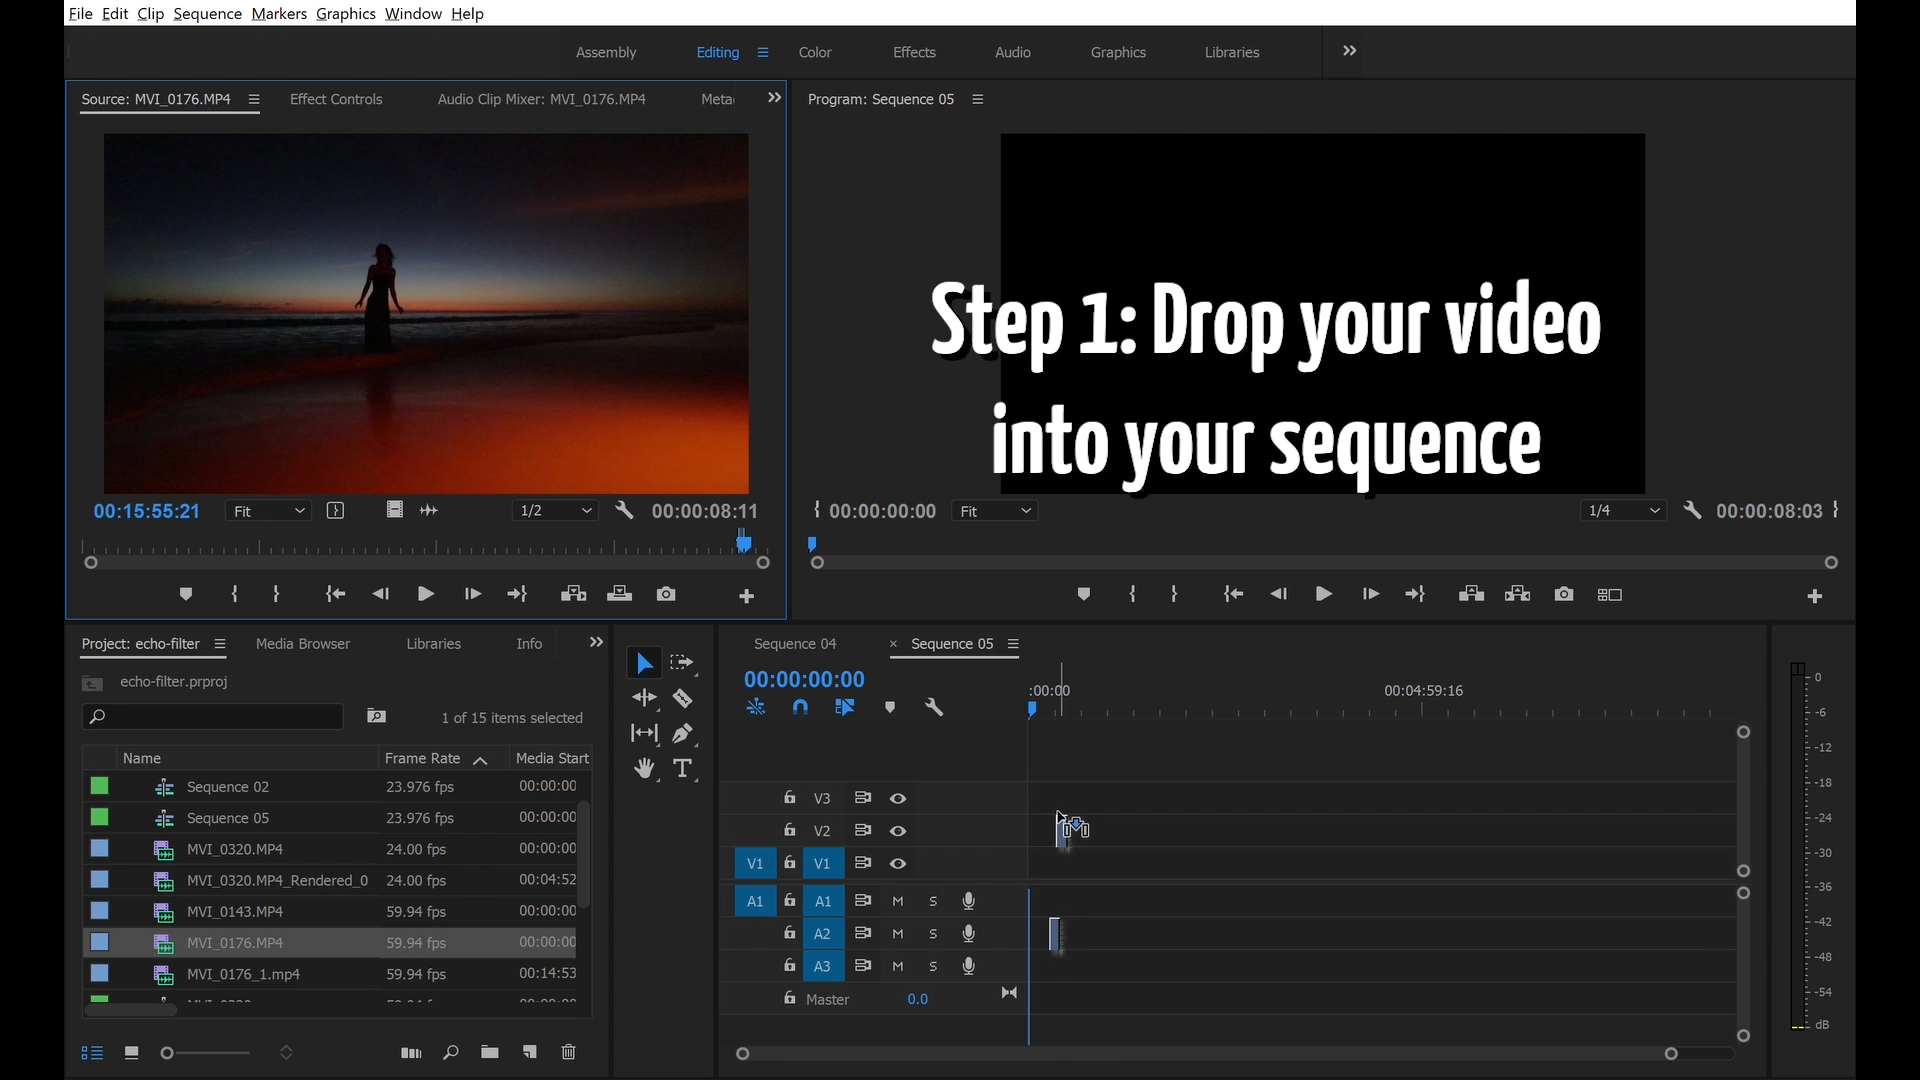 File Edit Clip Sequence Markers Graphics Window Help
Assembly Editing Color Effects Audio Graphics Libraries
Source: MVI_0176.MP4 Effect Controls Audio Clip Mixer: MVI_0176.MP4 Meta
Program: Sequence 05
Step 1: Drop your video
into your sequence
00:15:55:21 Fit 1/2 00:00:08:11
00:00:00:00 Fit 1/4 00:00:08:03
Project: echo-filter Media Browser Libraries Info
echo-filter.prproj
1 of 15 items selected
Name Frame Rate Media Start
Sequence 02 23.976 fps 00:00:00
Sequence 05 23.976 fps 00:00:00
MVI_0320.MP4 24.00 fps 00:00:00
MVI_0320.MP4_Rendered_0 24.00 fps 00:04:52
MVI_0143.MP4 59.94 fps 00:00:00
MVI_0176.MP4 59.94 fps 00:00:00
MVI_0176_1.mp4 59.94 fps 00:14:53
Sequence 04 × Sequence 05
00:00:00:00
:00:00 00:04:59:16
V3
V2
V1 V1
A1 A1 M S
A2 M S
A3 M S
Master 0.0
0
-6
-12
-18
-24
-30
-36
-42
-48
-54
dB